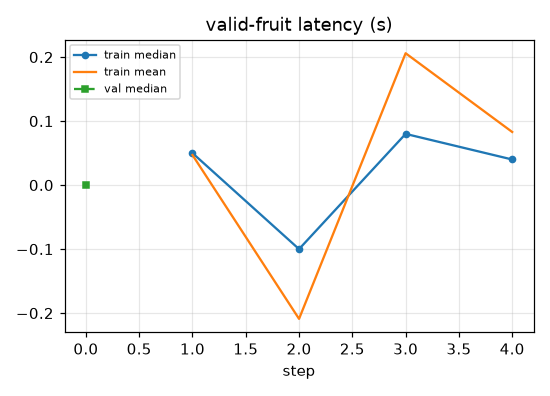 valid-fruit latency (s)
train median
train mean
val median
0.2
0.1
0.0
−0.1
−0.2
0.0 0.5 1.0 1.5 2.0 2.5 3.0 3.5 4.0
step